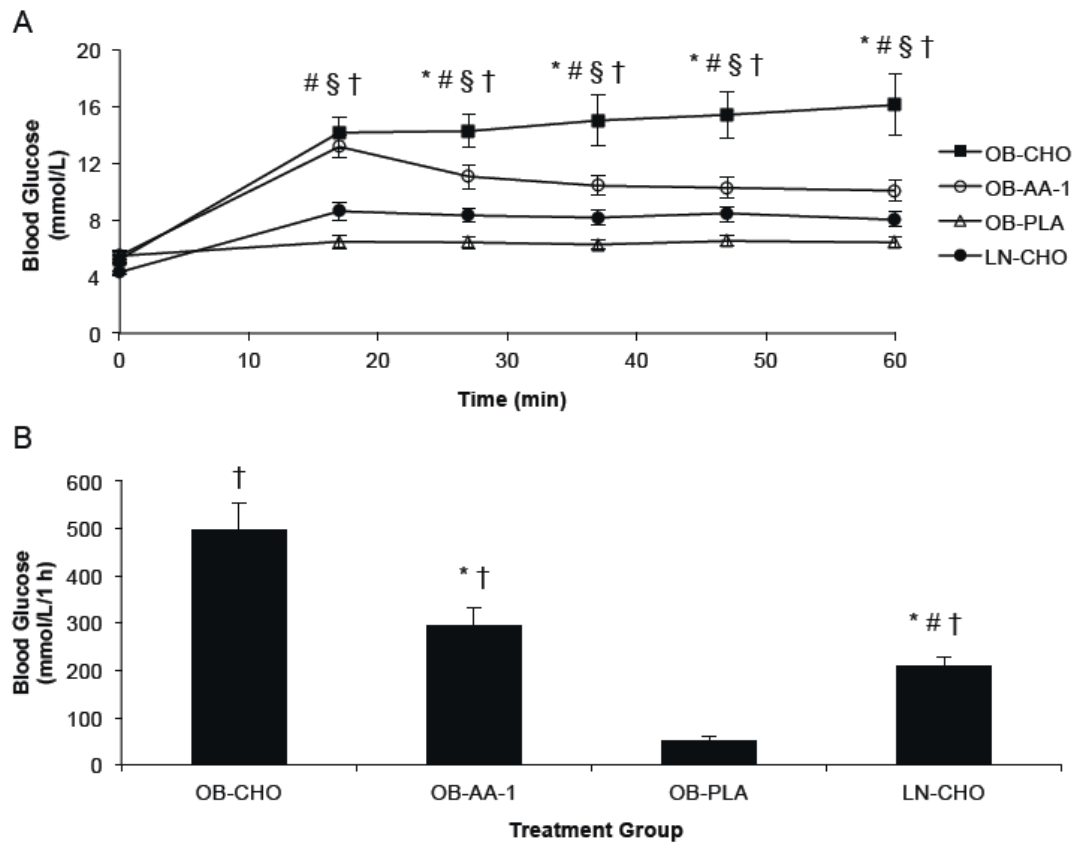 A
20
16
12
8
4
0
Blood Glucose
(mmol/L)
# § †
* # § †
* # § †
* # § †
* # § †
OB-CHO
OB-AA-1
OB-PLA
LN-CHO
0 10 20 30 40 50 60
Time (min)
B
600
500
400
300
200
100
0
Blood Glucose
(mmol/L/1 h)
†
* †
* # †
OB-CHO OB-AA-1 OB-PLA LN-CHO
Treatment Group